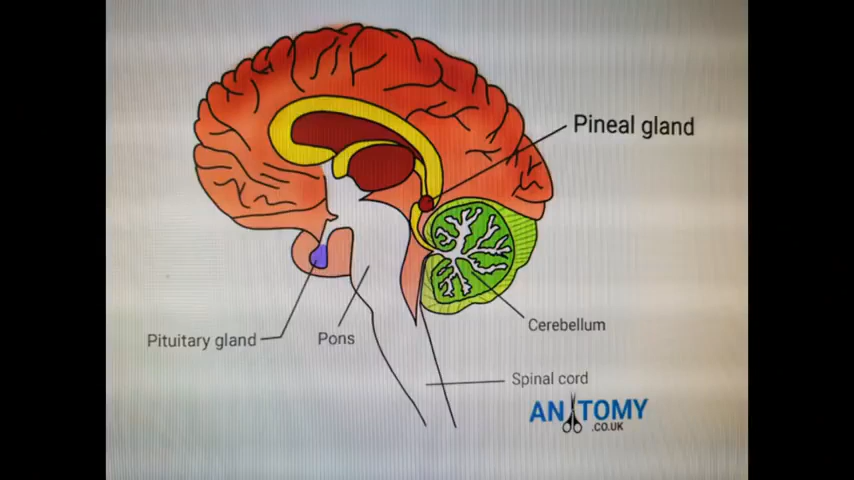 Pineal gland
Cerebellum
Pituitary gland
Pons
Spinal cord
ANATOMY
.CO.UK